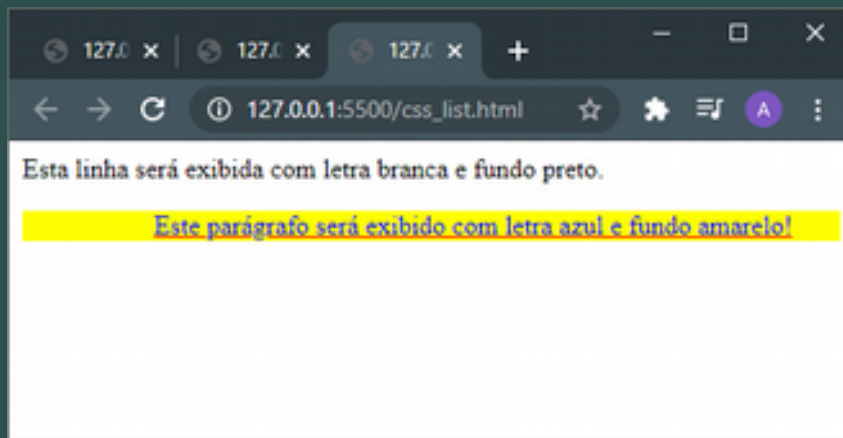 127.0 127.0 127.0
127.0.0.1:5500/css_list.html A
Esta linha será exibida com letra branca e fundo preto.
Este parágrafo será exibido com letra azul e fundo amarelo!